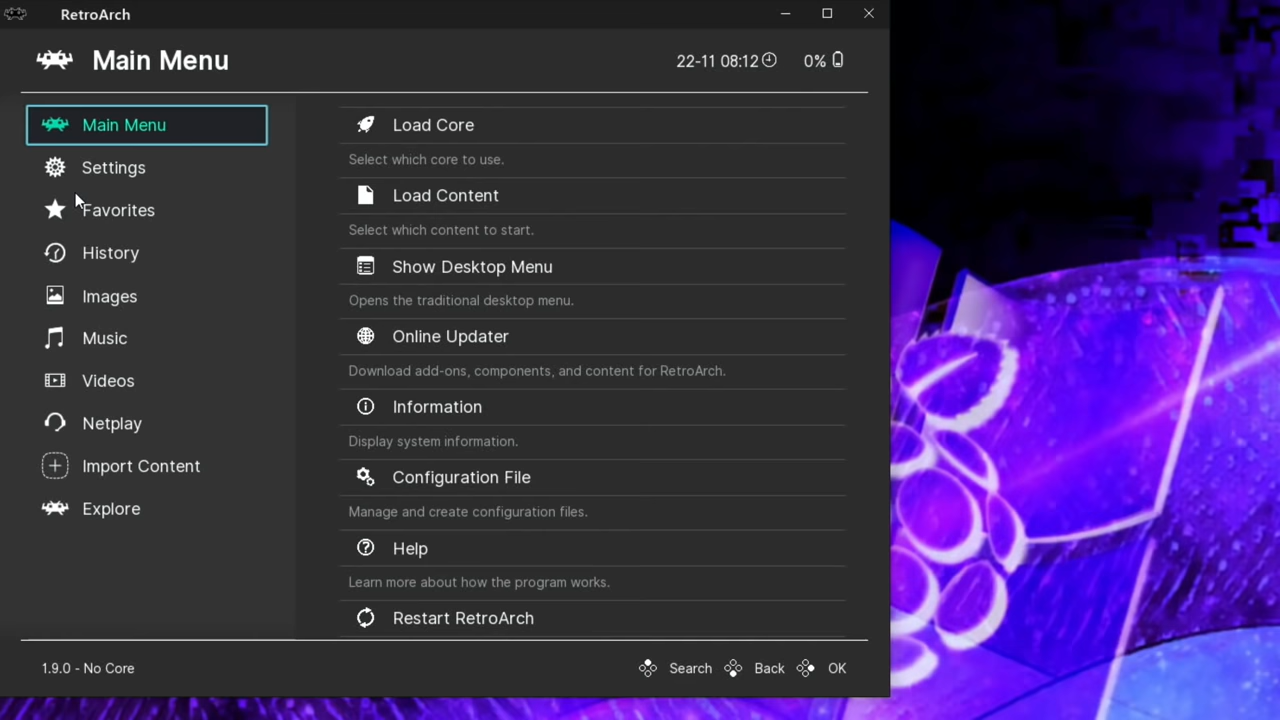 RetroArch
Main Menu
22-11 08:12
0%
Main Menu
Settings
Favorites
History
Images
Music
Videos
Netplay
Import Content
Explore
Load Core
Select which core to use.
Load Content
Select which content to start.
Show Desktop Menu
Opens the traditional desktop menu.
Online Updater
Download add-ons, components, and content for RetroArch.
Information
Display system information.
Configuration File
Manage and create configuration files.
Help
Learn more about how the program works.
Restart RetroArch
1.9.0 - No Core
Search
Back
OK